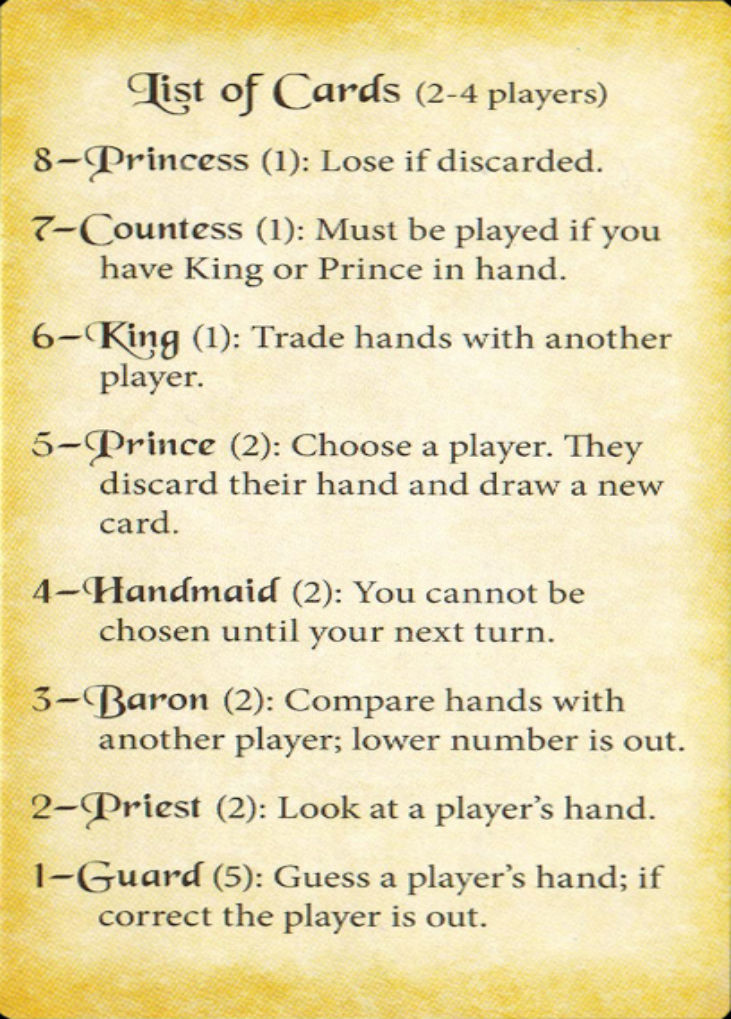 List of Cards (2-4 players)
8—Princess (1): Lose if discarded.
7—Countess (1): Must be played if you
have King or Prince in hand.
6—King (1): Trade hands with another
player.
5—Prince (2): Choose a player. They
discard their hand and draw a new
card.
4—Handmaid (2): You cannot be
chosen until your next turn.
3—Baron (2): Compare hands with
another player; lower number is out.
2—Priest (2): Look at a player's hand.
1—Guard (5): Guess a player's hand; if
correct the player is out.